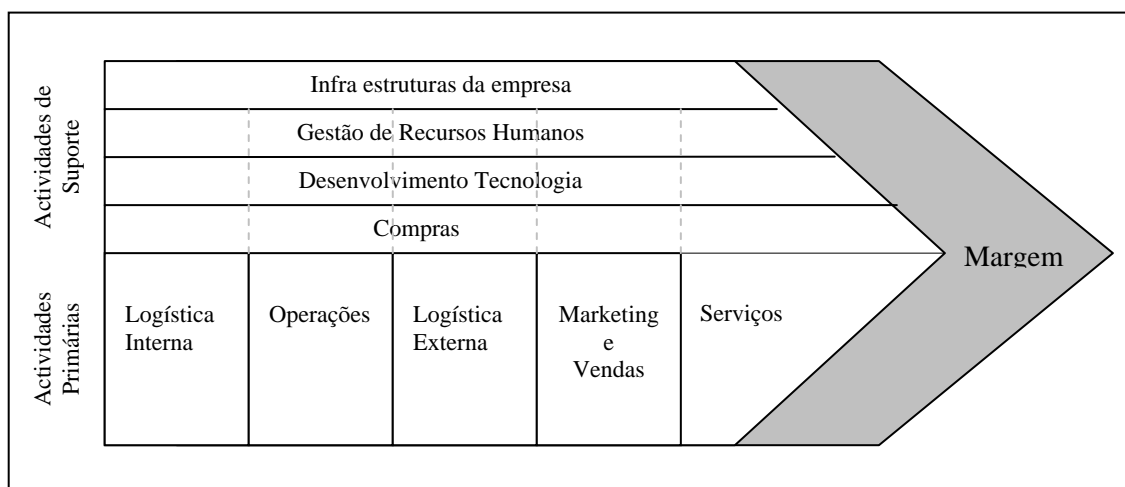 Actividades de
Suporte
Infra estruturas da empresa
Gestão de Recursos Humanos
Desenvolvimento Tecnologia
Compras
Margem
Actividades
Primárias
Logística
Interna
Operações
Logística
Externa
Marketing
e
Vendas
Serviços